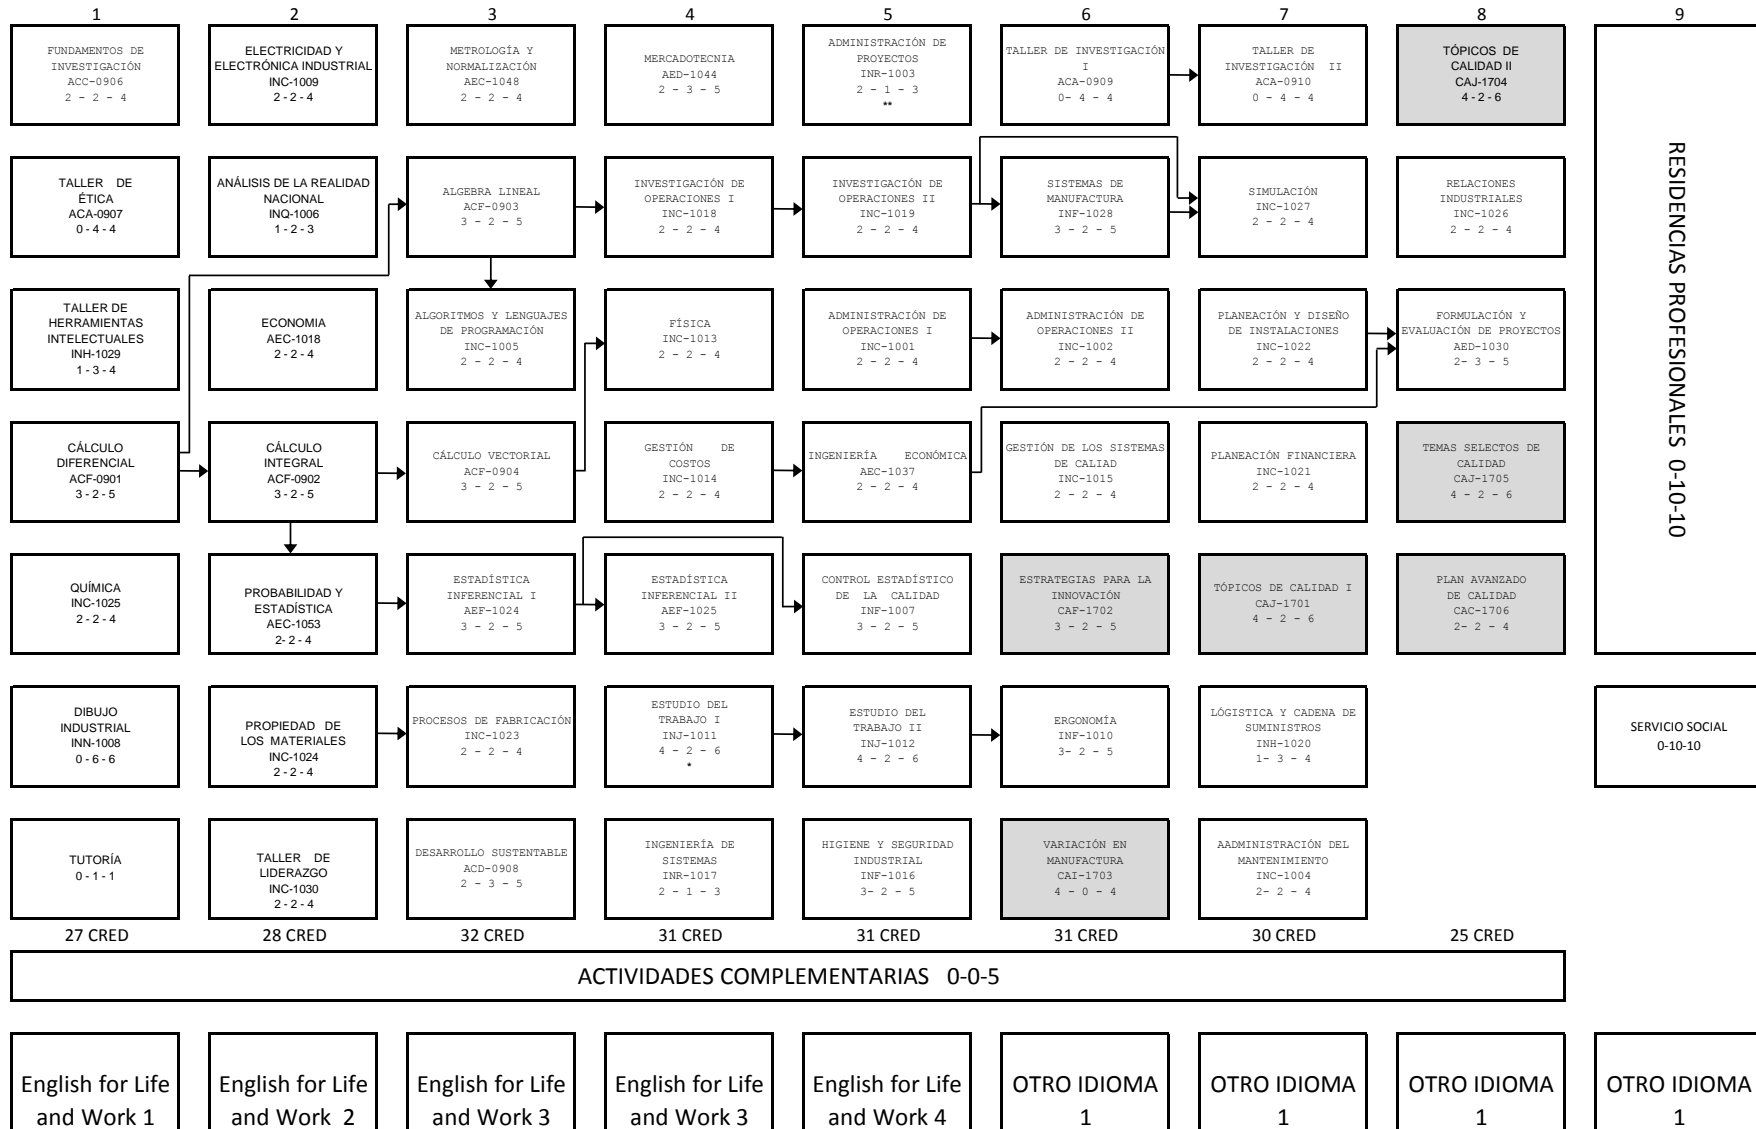 1 2 3 4 5 6 7 8 9
FUNDAMENTOS DE
INVESTIGACIÓN
ACC-0906
2 - 2 - 4
ELECTRICIDAD Y
ELECTRÓNICA INDUSTRIAL
INC-1009
2 - 2 - 4
METROLOGÍA Y
NORMALIZACIÓN
AEC-1048
2 - 2 - 4
MERCADOTECNIA
AED-1044
2 - 3 - 5
ADMINISTRACIÓN DE
PROYECTOS
INR-1003
2 - 1 - 3
**
TALLER DE INVESTIGACIÓN
I
ACA-0909
0- 4 - 4
TALLER DE
INVESTIGACIÓN II
ACA-0910
0 - 4 - 4
TÓPICOS DE
CALIDAD II
CAJ-1704
4 - 2 - 6
RESIDENCIAS PROFESIONALES 0-10-10
TALLER DE
ÉTICA
ACA-0907
0 - 4 - 4
ANÁLISIS DE LA REALIDAD
NACIONAL
INQ-1006
1 - 2 - 3
ALGEBRA LINEAL
ACF-0903
3 - 2 - 5
INVESTIGACIÓN DE
OPERACIONES I
INC-1018
2 - 2 - 4
INVESTIGACIÓN DE
OPERACIONES II
INC-1019
2 - 2 - 4
SISTEMAS DE
MANUFACTURA
INF-1028
3 - 2 - 5
SIMULACIÓN
INC-1027
2 - 2 - 4
RELACIONES
INDUSTRIALES
INC-1026
2 - 2 - 4
TALLER DE
HERRAMIENTAS
INTELECTUALES
INH-1029
1 - 3 - 4
ECONOMIA
AEC-1018
2 - 2 - 4
ALGORITMOS Y LENGUAJES
DE PROGRAMACIÓN
INC-1005
2 - 2 - 4
FÍSICA
INC-1013
2 - 2 - 4
ADMINISTRACIÓN DE
OPERACIONES I
INC-1001
2 - 2 - 4
ADMINISTRACIÓN DE
OPERACIONES II
INC-1002
2 - 2 - 4
PLANEACIÓN Y DISEÑO
DE INSTALACIONES
INC-1022
2 - 2 - 4
FORMULACIÓN Y
EVALUACIÓN DE PROYECTOS
AED-1030
2- 3 - 5
CÁLCULO
DIFERENCIAL
ACF-0901
3 - 2 - 5
CÁLCULO
INTEGRAL
ACF-0902
3 - 2 - 5
CÁLCULO VECTORIAL
ACF-0904
3 - 2 - 5
GESTIÓN DE
COSTOS
INC-1014
2 - 2 - 4
INGENIERÍA ECONÓMICA
AEC-1037
2 - 2 - 4
GESTIÓN DE LOS SISTEMAS
DE CALIAD
INC-1015
2 - 2 - 4
PLANEACIÓN FINANCIERA
INC-1021
2 - 2 - 4
TEMAS SELECTOS DE
CALIDAD
CAJ-1705
4 - 2 - 6
QUÍMICA
INC-1025
2 - 2 - 4
PROBABILIDAD Y
ESTADÍSTICA
AEC-1053
2- 2 - 4
ESTADÍSTICA
INFERENCIAL I
AEF-1024
3 - 2 - 5
ESTADÍSTICA
INFERENCIAL II
AEF-1025
3 - 2 - 5
CONTROL ESTADÍSTICO
DE LA CALIDAD
INF-1007
3 - 2 - 5
ESTRATEGIAS PARA LA
INNOVACIÓN
CAF-1702
3 - 2 - 5
TÓPICOS DE CALIDAD I
CAJ-1701
4 - 2 - 6
PLAN AVANZADO
DE CALIDAD
CAC-1706
2- 2 - 4
DIBUJO
INDUSTRIAL
INN-1008
0 - 6 - 6
PROPIEDAD DE
LOS MATERIALES
INC-1024
2 - 2 - 4
PROCESOS DE FABRICACIÓN
INC-1023
2 - 2 - 4
ESTUDIO DEL
TRABAJO I
INJ-1011
4 - 2 - 6
*
ESTUDIO DEL
TRABAJO II
INJ-1012
4 - 2 - 6
ERGONOMÍA
INF-1010
3- 2 - 5
LÓGISTICA Y CADENA DE
SUMINISTROS
INH-1020
1- 3 - 4
SERVICIO SOCIAL
0-10-10
TUTORÍA
0 - 1 - 1
TALLER DE
LIDERAZGO
INC-1030
2 - 2 - 4
DESARROLLO SUSTENTABLE
ACD-0908
2 - 3 - 5
INGENIERÍA DE
SISTEMAS
INR-1017
2 - 1 - 3
HIGIENE Y SEGURIDAD
INDUSTRIAL
INF-1016
3- 2 - 5
VARIACIÓN EN
MANUFACTURA
CAI-1703
4 - 0 - 4
AADMINISTRACIÓN DEL
MANTENIMIENTO
INC-1004
2- 2 - 4
27 CRED 28 CRED 32 CRED 31 CRED 31 CRED 31 CRED 30 CRED 25 CRED
ACTIVIDADES COMPLEMENTARIAS 0-0-5
English for Life
and Work 1
English for Life
and Work 2
English for Life
and Work 3
English for Life
and Work 3
English for Life
and Work 4
OTRO IDIOMA
1
OTRO IDIOMA
1
OTRO IDIOMA
1
OTRO IDIOMA
1